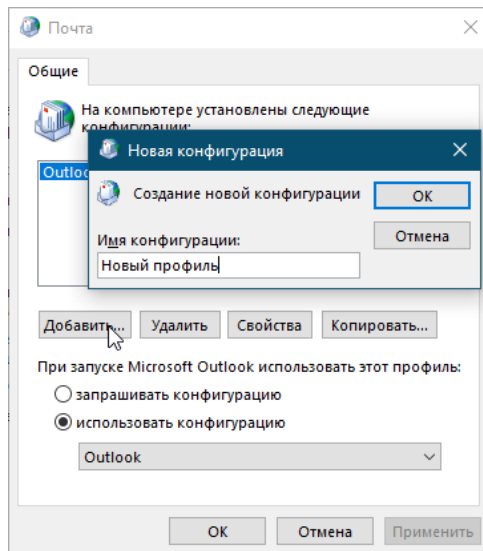 Почта
Общие
На компьютере установлены следующие
конфигурации:
Новая конфигурация
Создание новой конфигурации
OK
Имя конфигурации:
Отмена
Новый профиль
Добавить...
Удалить
Свойства
Копировать...
При запуске Microsoft Outlook использовать этот профиль:
запрашивать конфигурацию
использовать конфигурацию
Outlook
OK
Отмена
Применить